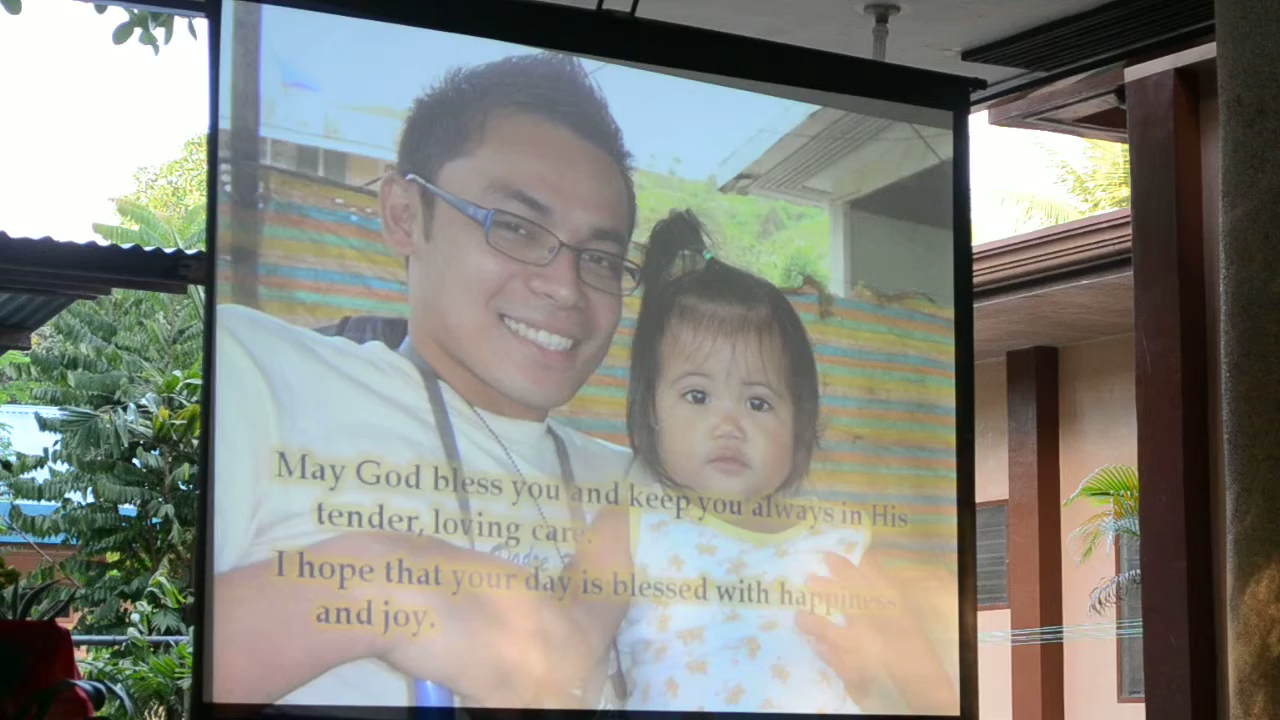 May God bless you and keep you always in His
tender, loving care.
I hope that your day is blessed with happiness
and joy.